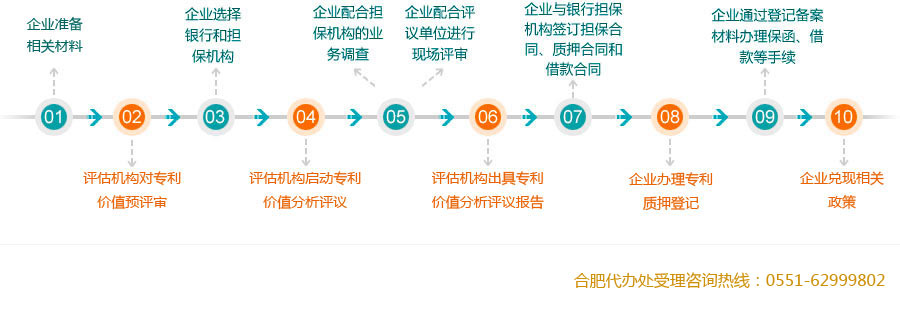 企业准备
相关材料
企业选择
银行和担
保机构
企业配合担
保机构的业
务调查
企业配合评
议单位进行
现场评审
企业与银行担保
机构签订担保合
同、质押合同和
借款合同
企业通过登记备案
材料办理保函、借
款等手续
01
02
03
04
05
06
07
08
09
10
评估机构对专利
价值预评审
评估机构启动专利
价值分析评议
评估机构出具专利
价值分析评议报告
企业办理专利
质押登记
企业兑现相关
政策
合肥代办处受理咨询热线：0551-62999802